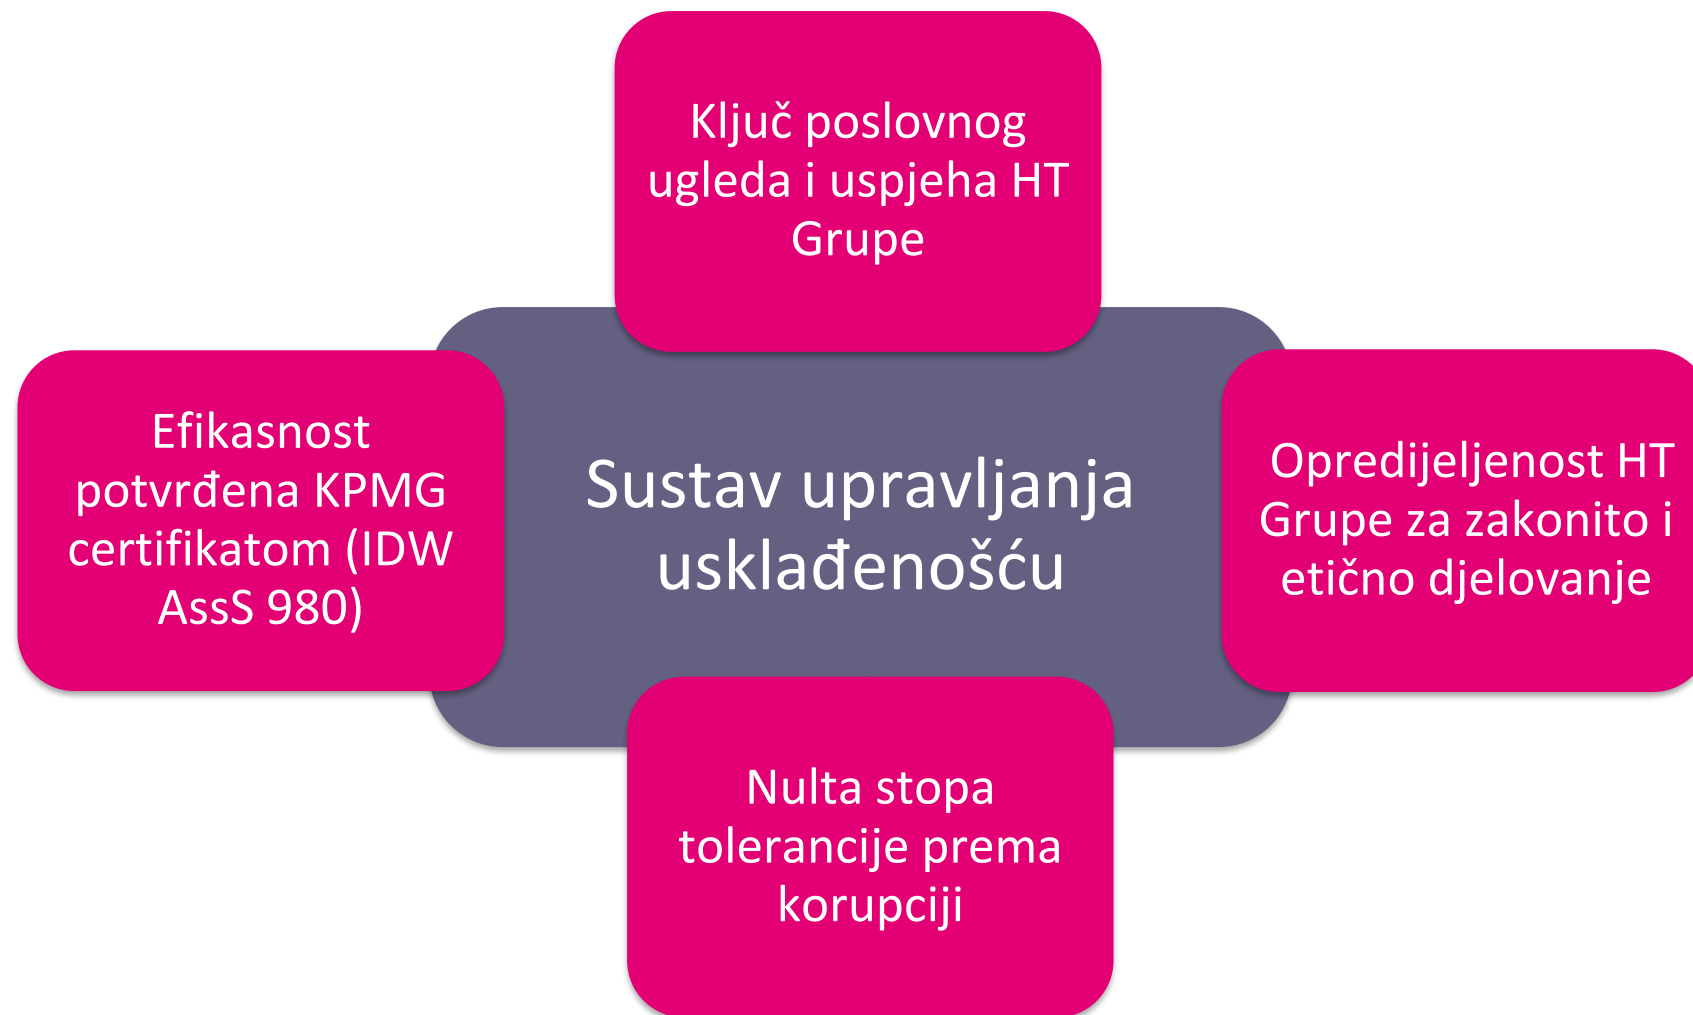 Ključ poslovnog
ugleda i uspjeha HT
Grupe
Efikasnost
potvrđena KPMG
certifikatom (IDW
AssS 980)
Sustav upravljanja
usklađenošću
Opredijeljenost HT
Grupe za zakonito i
etično djelovanje
Nulta stopa
tolerancije prema
korupciji